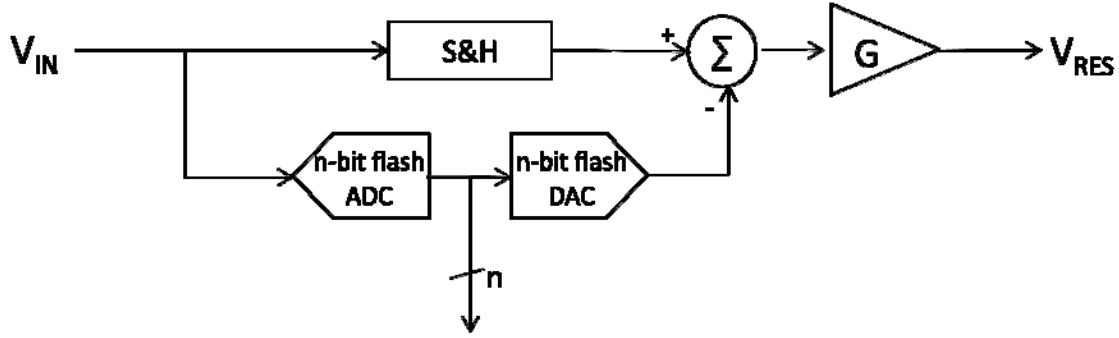 V_IN
S&H
+
Σ
-
G
V_RES
n-bit flash
ADC
n-bit flash
DAC
n